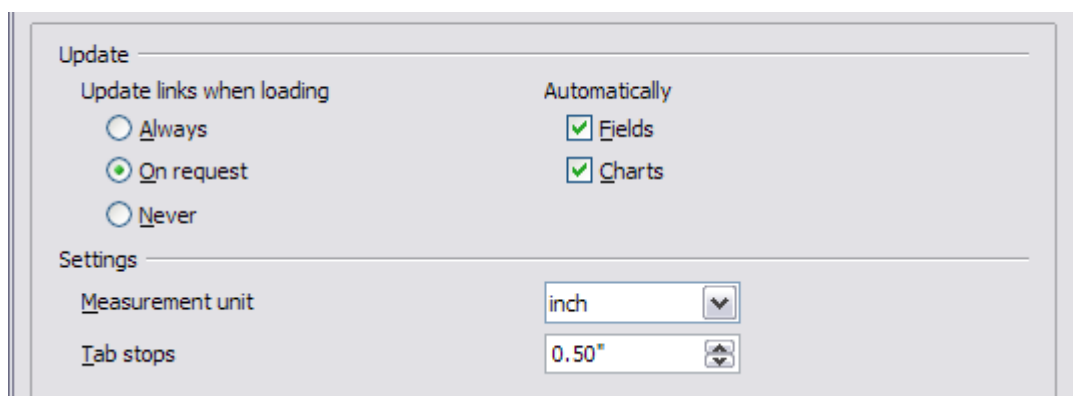 Update
Update links when loading
Always
On request
Never
Automatically
Fields
Charts
Settings
Measurement unit
inch
Tab stops
0.50"